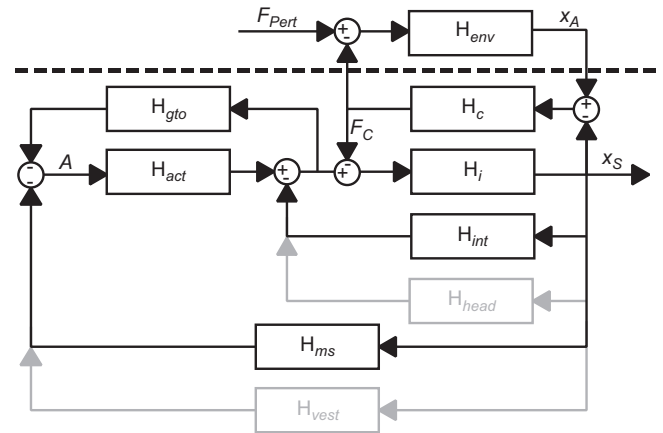 F_Pert
+
-
H_env
x_A
H_gto
H_c
+
-
F_C
-
-
A
H_act
+
-
-
+
H_i
x_S
H_int
H_head
H_ms
H_vest